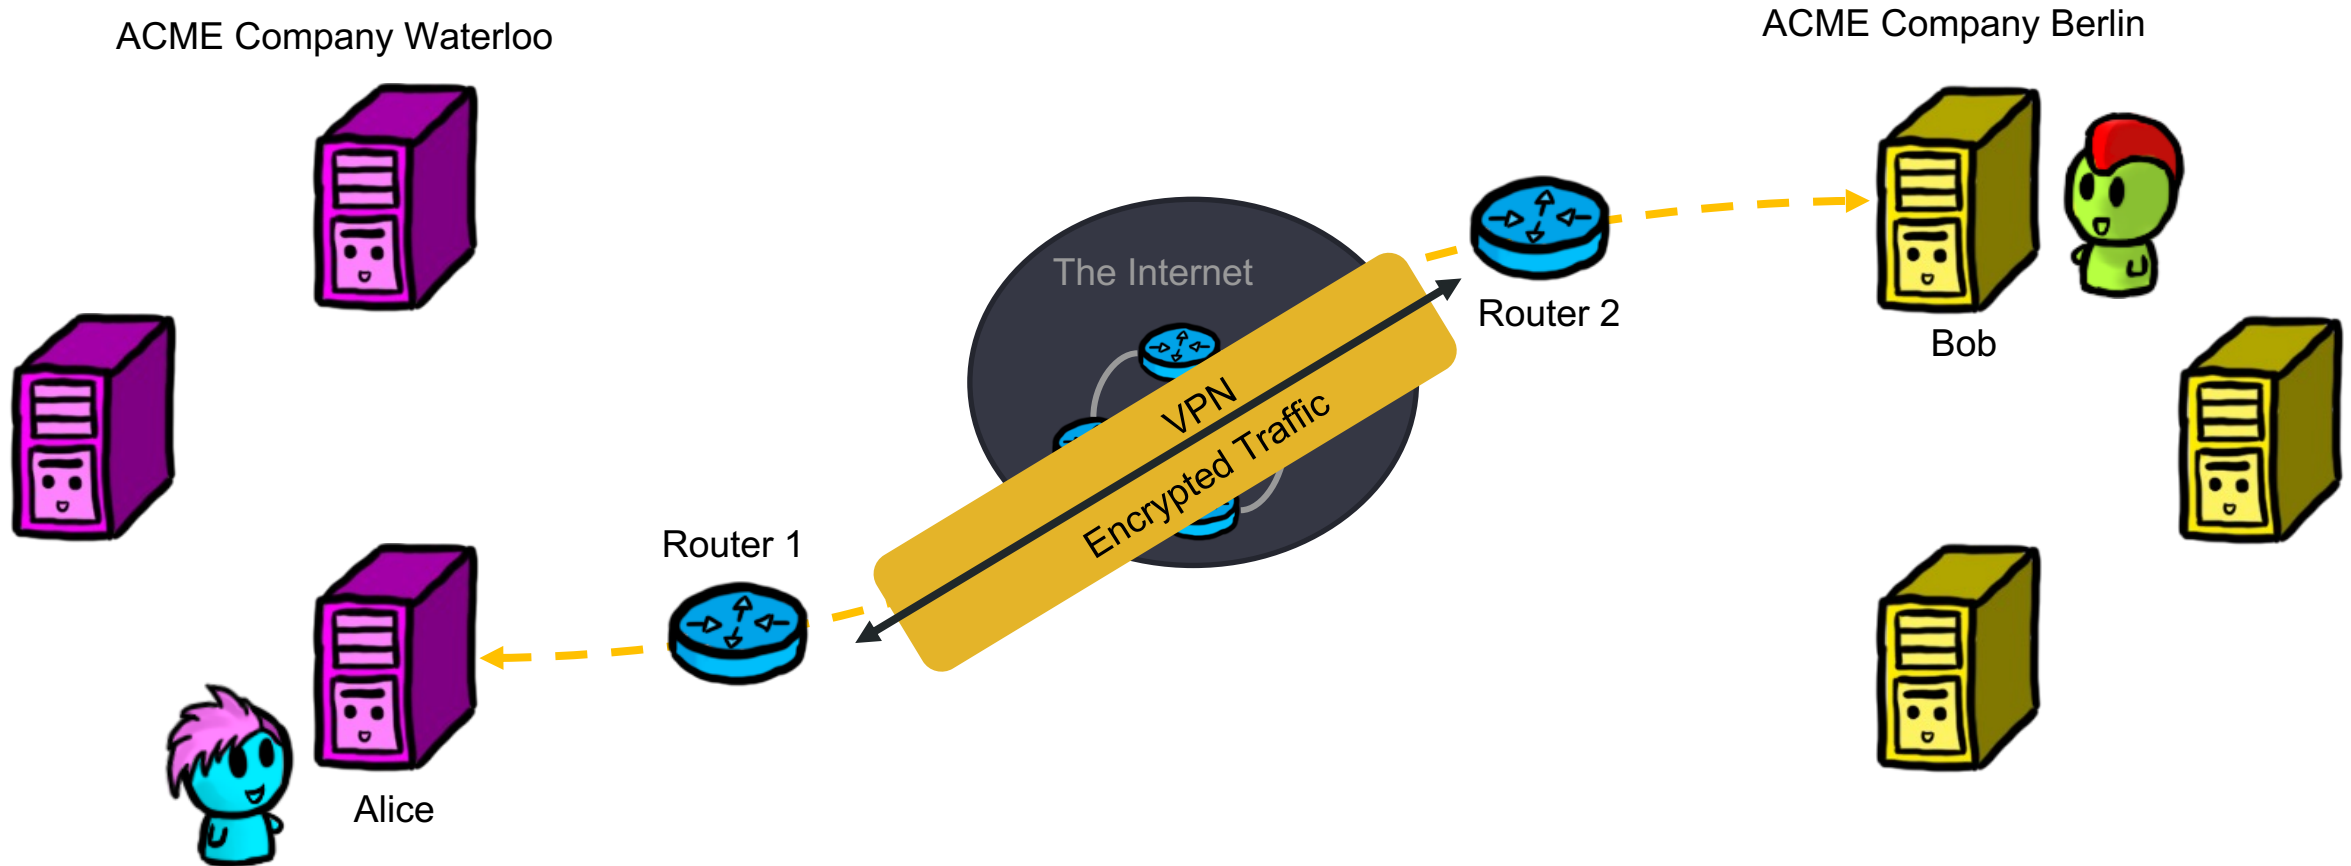 ACME Company Waterloo
ACME Company Berlin
The Internet
Router 2
Bob
VPN
Encrypted Traffic
Router 1
Alice